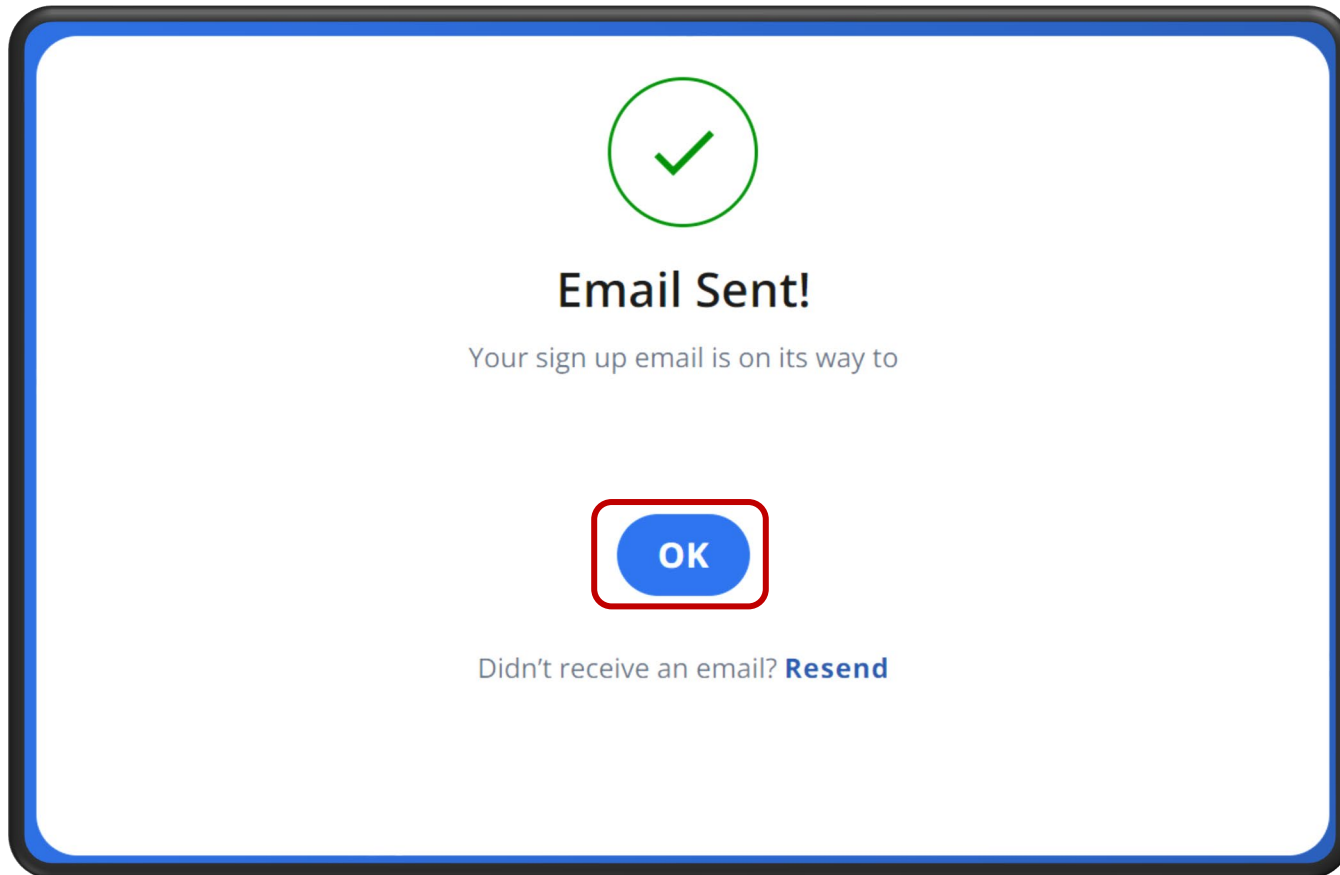 Email Sent!
Your sign up email is on its way to
OK
Didn’t receive an email? Resend